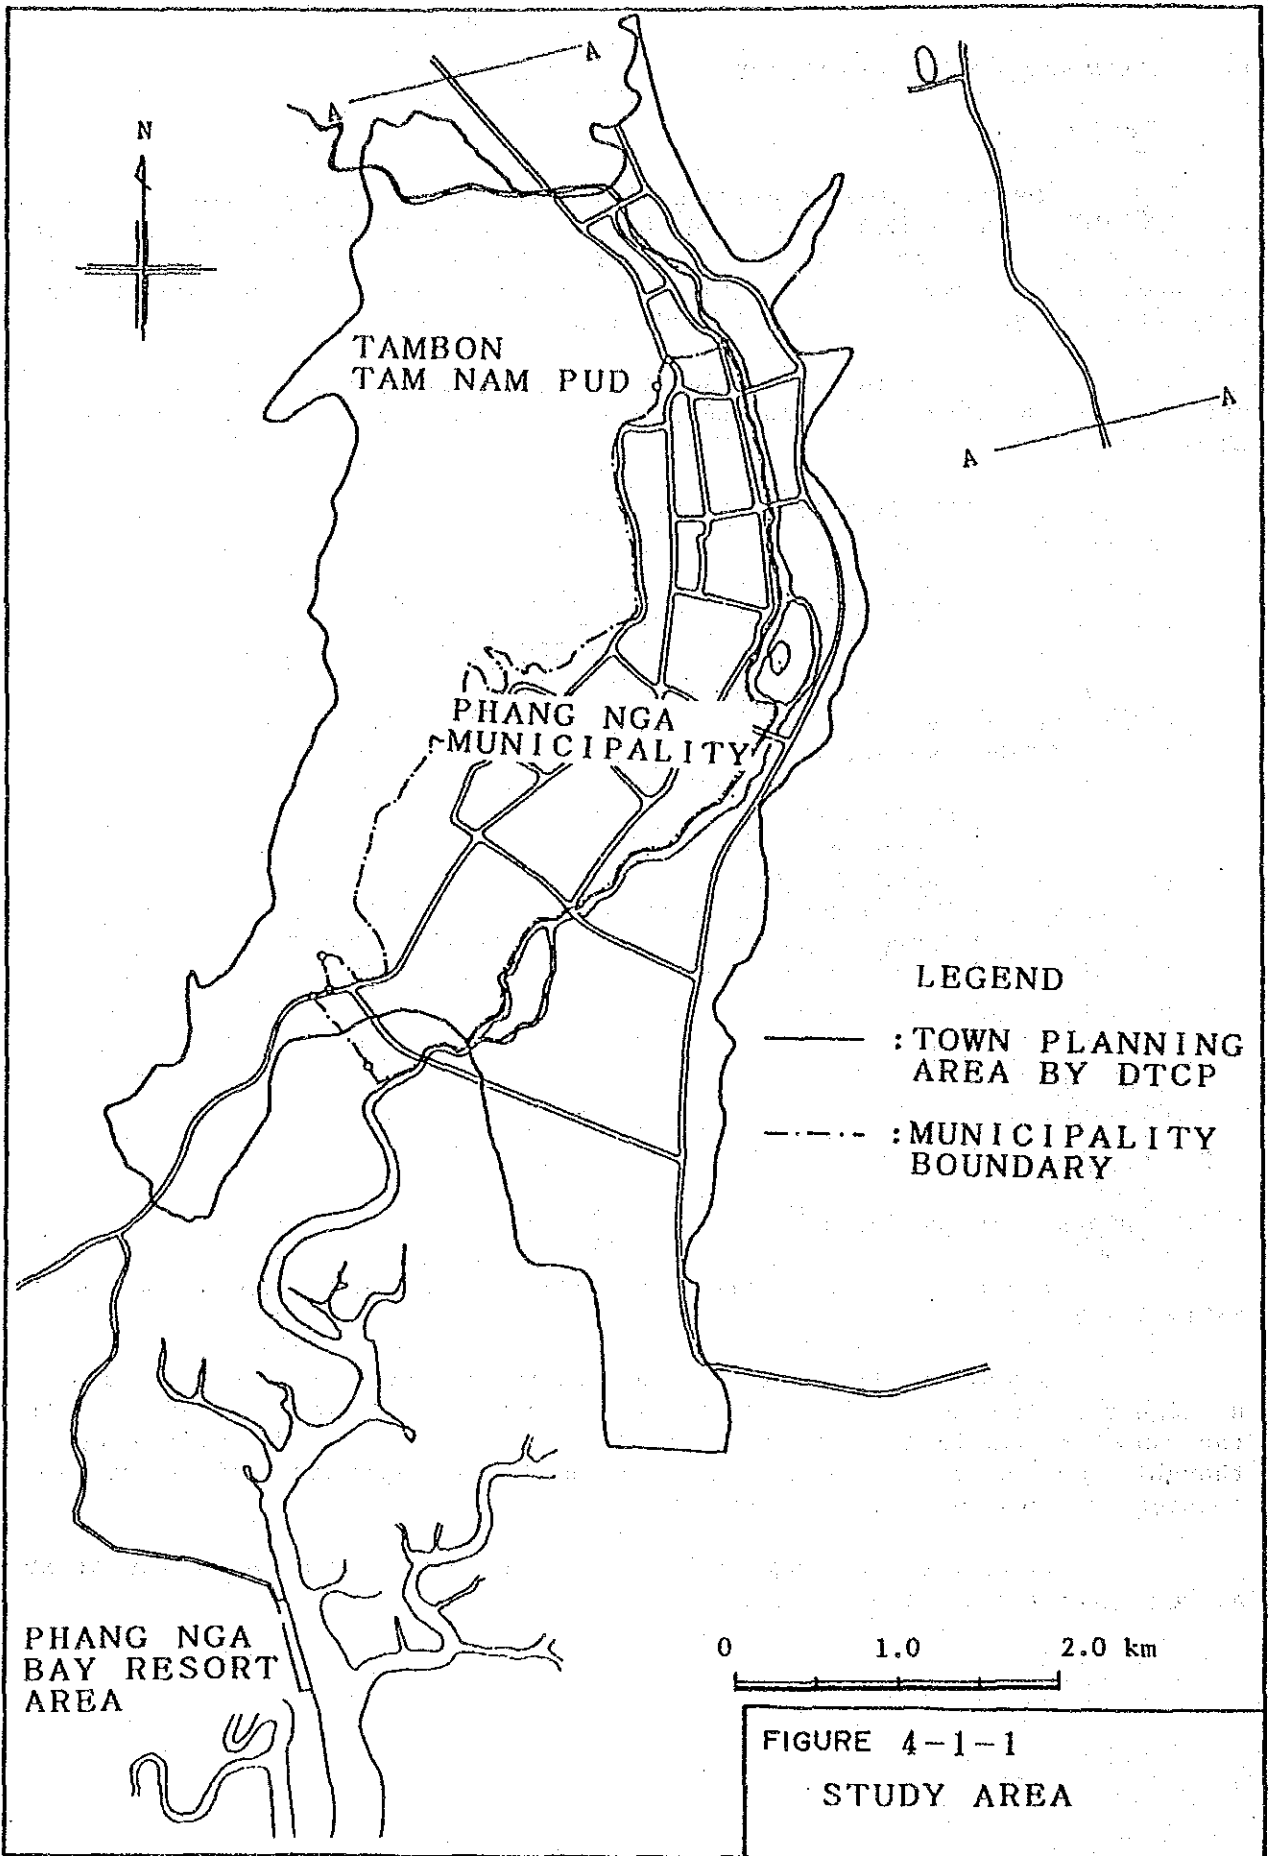 A
A
N
TAMBON
TAM NAM PUD
A
A
PHANG NGA
MUNICIPALITY
LEGEND
: TOWN PLANNING
AREA BY DTCP
: MUNICIPALITY
BOUNDARY
PHANG NGA
BAY RESORT
AREA
0 1.0 2.0 km
FIGURE 4-1-1
STUDY AREA